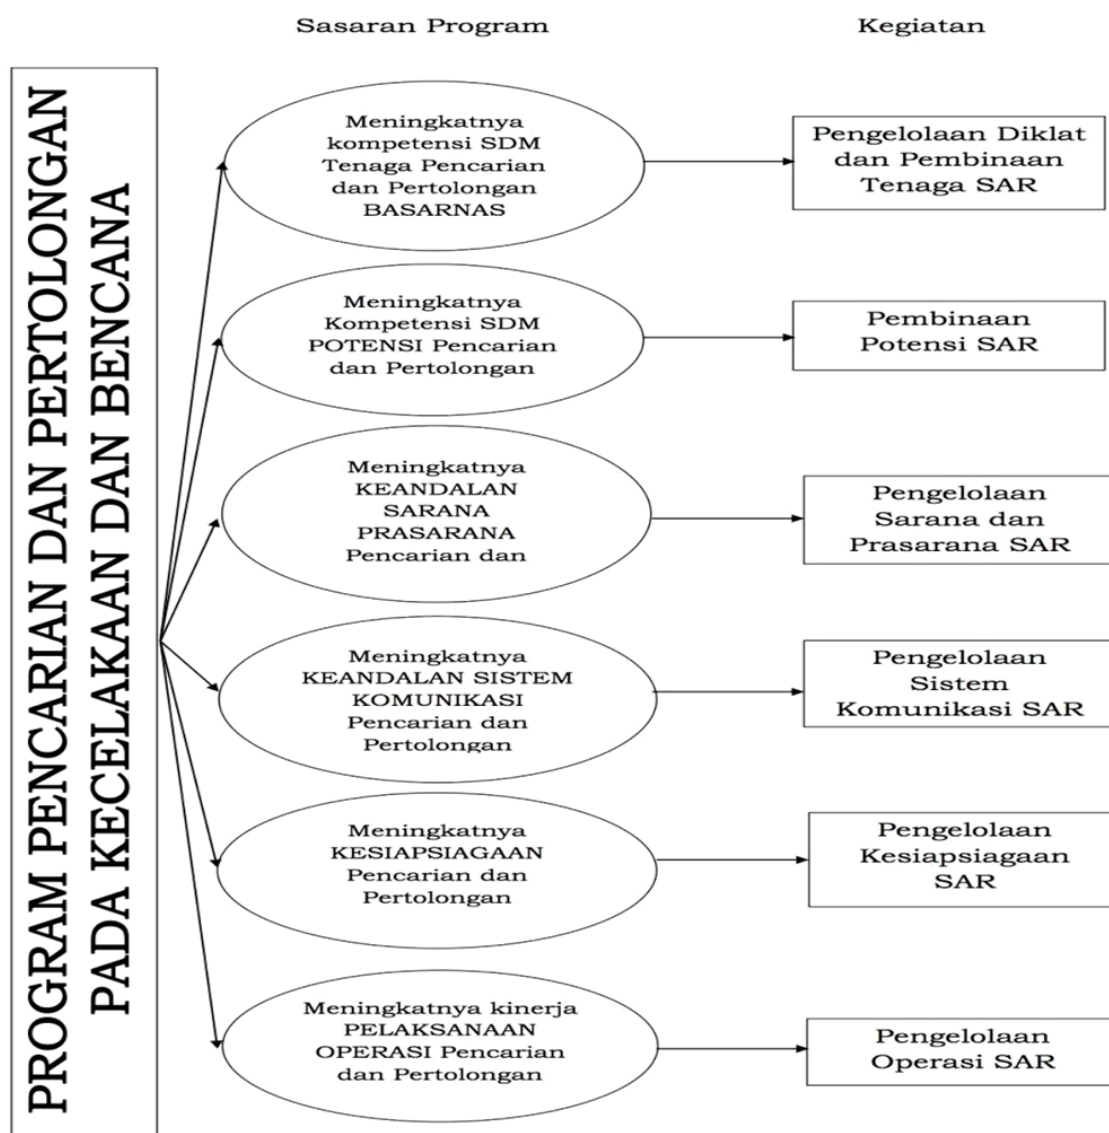 Sasaran Program
Kegiatan
PROGRAM PENCARIAN DAN PERTOLONGAN
PADA KECELAKAAN DAN BENCANA
Meningkatnya
kompetensi SDM
Tenaga Pencarian
dan Pertolongan
BASARNAS
Pengelolaan Diklat
dan Pembinaan
Tenaga SAR
Meningkatnya
Kompetensi SDM
POTENSI Pencarian
dan Pertolongan
Pembinaan
Potensi SAR
Meningkatnya
KEANDALAN
SARANA
PRASARANA
Pencarian dan
Pengelolaan
Sarana dan
Prasarana SAR
Meningkatnya
KEANDALAN SISTEM
KOMUNIKASI
Pencarian dan
Pertolongan
Pengelolaan
Sistem
Komunikasi SAR
Meningkatnya
KESIAPSIAGAAN
Pencarian dan
Pertolongan
Pengelolaan
Kesiapsiagaan
SAR
Meningkatnya kinerja
PELAKSANAAN
OPERASI Pencarian
dan Pertolongan
Pengelolaan
Operasi SAR